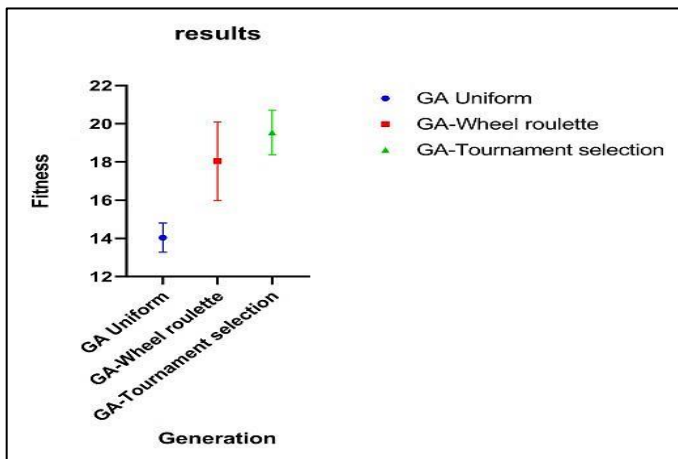 results
22
20
18
16
14
12
Fitness
GA Uniform
GA-Wheel roulette
GA-Tournament selection
Generation
GA Uniform
GA-Wheel roulette
GA-Tournament selection